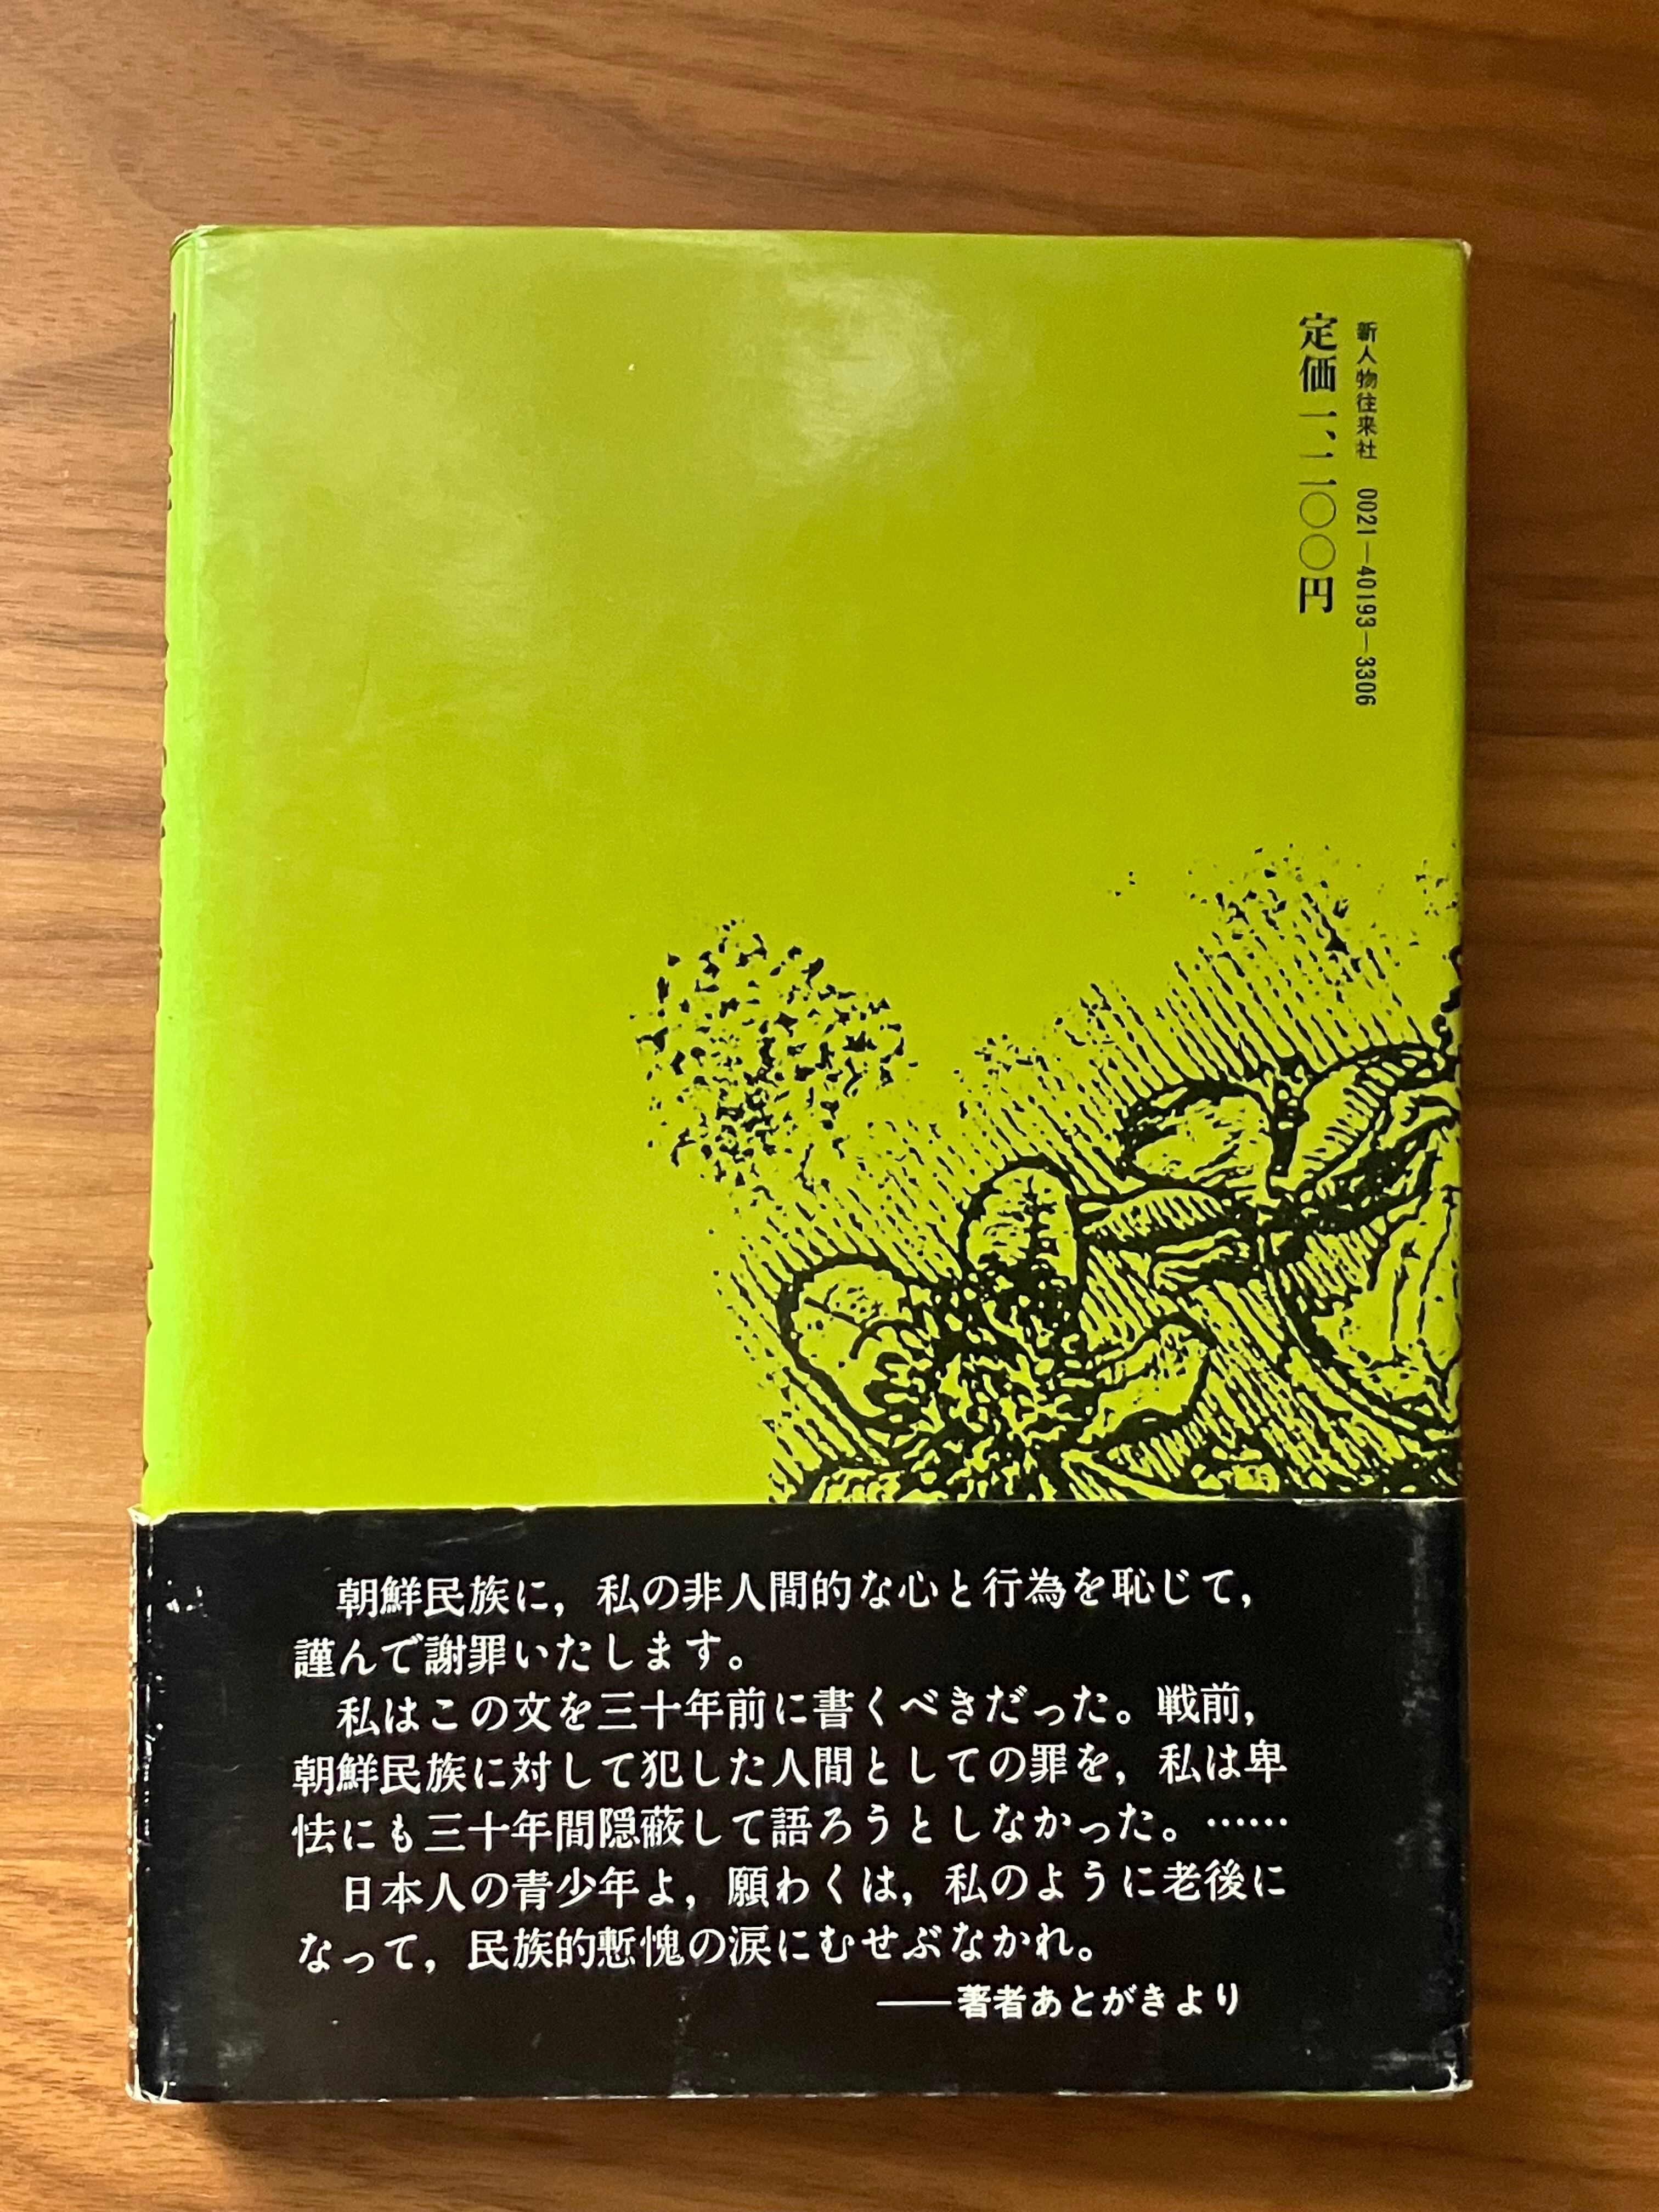 新人物往来社 0021―40193―3306
定価一、二〇〇円
朝鮮民族に，私の非人間的な心と行為を恥じて，
謹んで謝罪いたします。
私はこの文を三十年前に書くべきだった。戦前，
朝鮮民族に対して犯した人間としての罪を，私は卑
怯にも三十年間隠蔽して語ろうとしなかった。……
日本人の青少年よ，願わくは，私のように老後に
なって，民族的慙愧の涙にむせぶなかれ。
――著者あとがきより